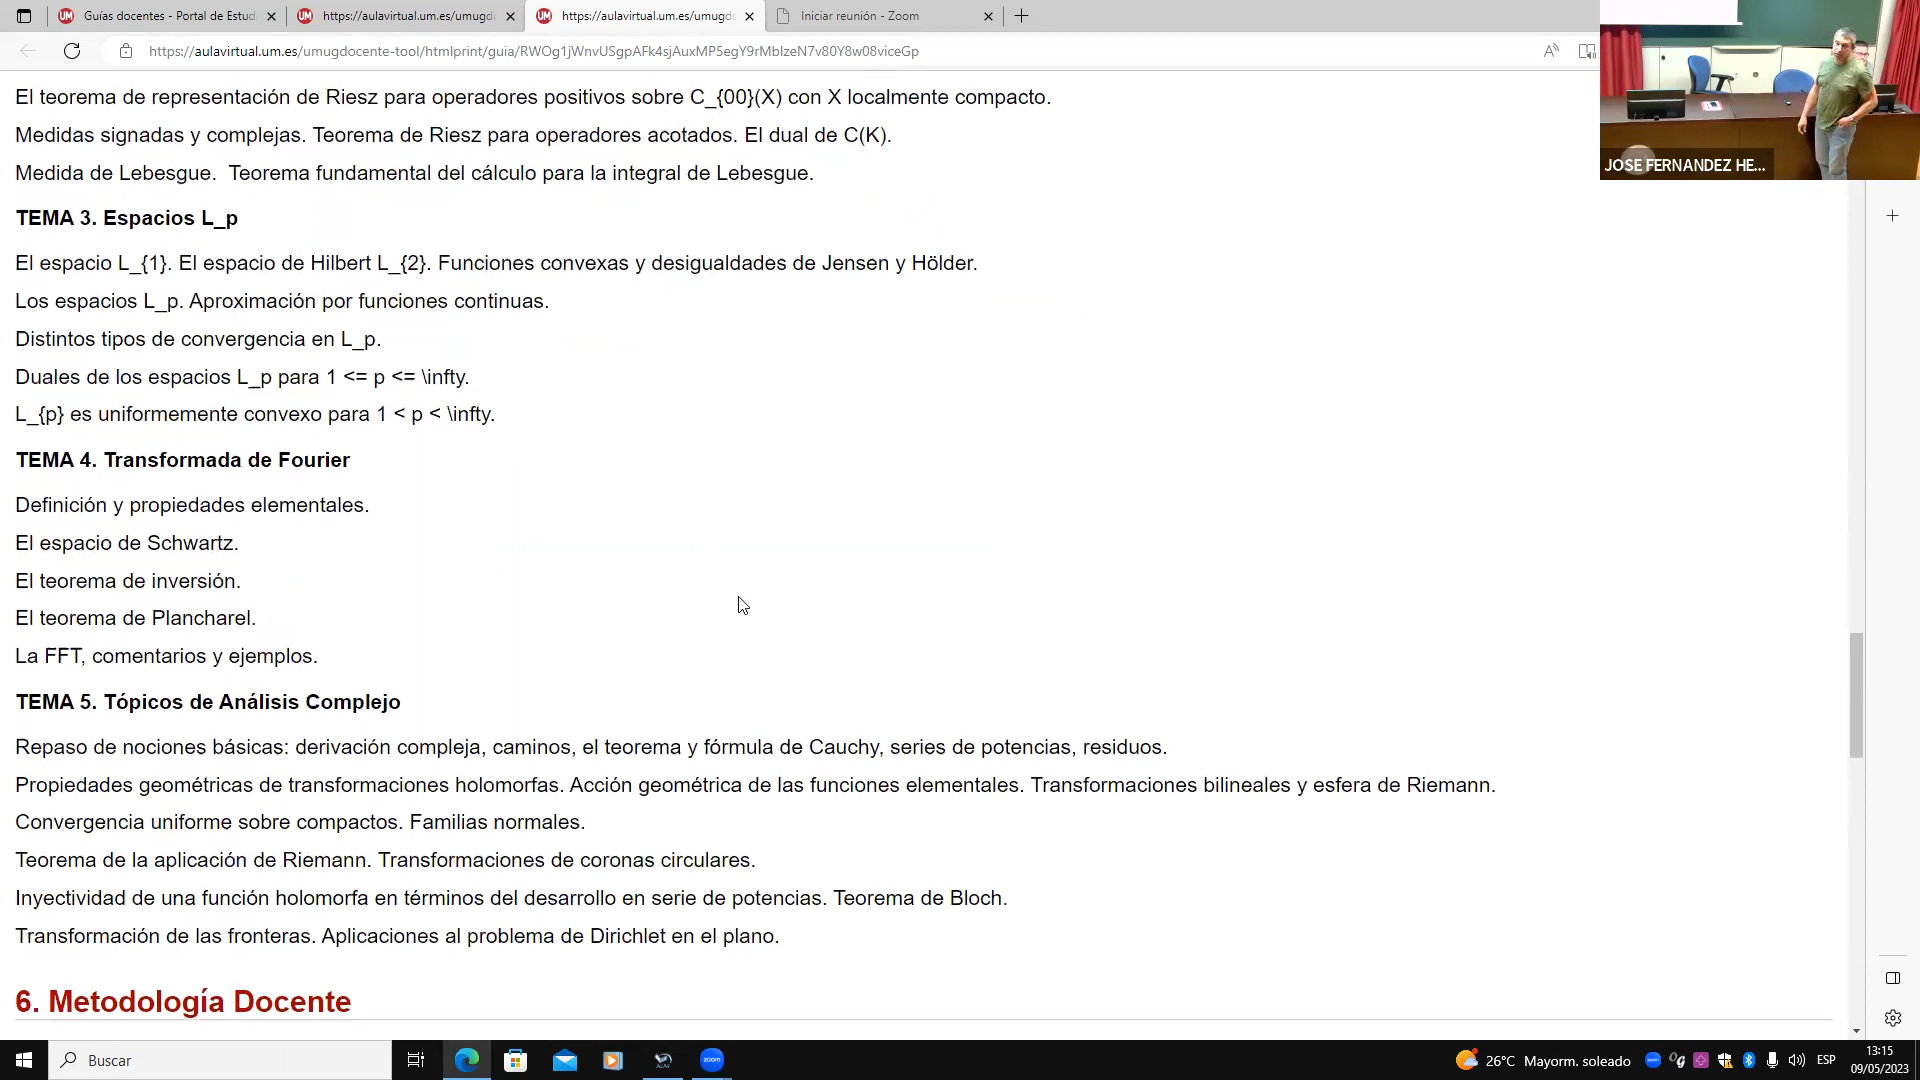 Guías docentes - Portal de Estudi
https://aulavirtual.um.es/umugdo
https://aulavirtual.um.es/umugdo
Iniciar reunión - Zoom
https://aulavirtual.um.es/umugdocente-tool/htmlprint/guia/RWOg1jWnvUSgpAFk4sjAuxMP5egY9rMbIzeN7v80Y8w08viceGp
JOSE FERNANDEZ HE...
El teorema de representación de Riesz para operadores positivos sobre C_{00}(X) con X localmente compacto.
Medidas signadas y complejas. Teorema de Riesz para operadores acotados. El dual de C(K).
Medida de Lebesgue. Teorema fundamental del cálculo para la integral de Lebesgue.
TEMA 3. Espacios L_p
El espacio L_{1}. El espacio de Hilbert L_{2}. Funciones convexas y desigualdades de Jensen y Hölder.
Los espacios L_p. Aproximación por funciones continuas.
Distintos tipos de convergencia en L_p.
Duales de los espacios L_p para 1 <= p <= \infty.
L_{p} es uniformemente convexo para 1 < p < \infty.
TEMA 4. Transformada de Fourier
Definición y propiedades elementales.
El espacio de Schwartz.
El teorema de inversión.
El teorema de Plancharel.
La FFT, comentarios y ejemplos.
TEMA 5. Tópicos de Análisis Complejo
Repaso de nociones básicas: derivación compleja, caminos, el teorema y fórmula de Cauchy, series de potencias, residuos.
Propiedades geométricas de transformaciones holomorfas. Acción geométrica de las funciones elementales. Transformaciones bilineales y esfera de Riemann.
Convergencia uniforme sobre compactos. Familias normales.
Teorema de la aplicación de Riemann. Transformaciones de coronas circulares.
Inyectividad de una función holomorfa en términos del desarrollo en serie de potencias. Teorema de Bloch.
Transformación de las fronteras. Aplicaciones al problema de Dirichlet en el plano.
6. Metodología Docente
Buscar
26°C Mayorm. soleado
ESP
13:15
09/05/2023